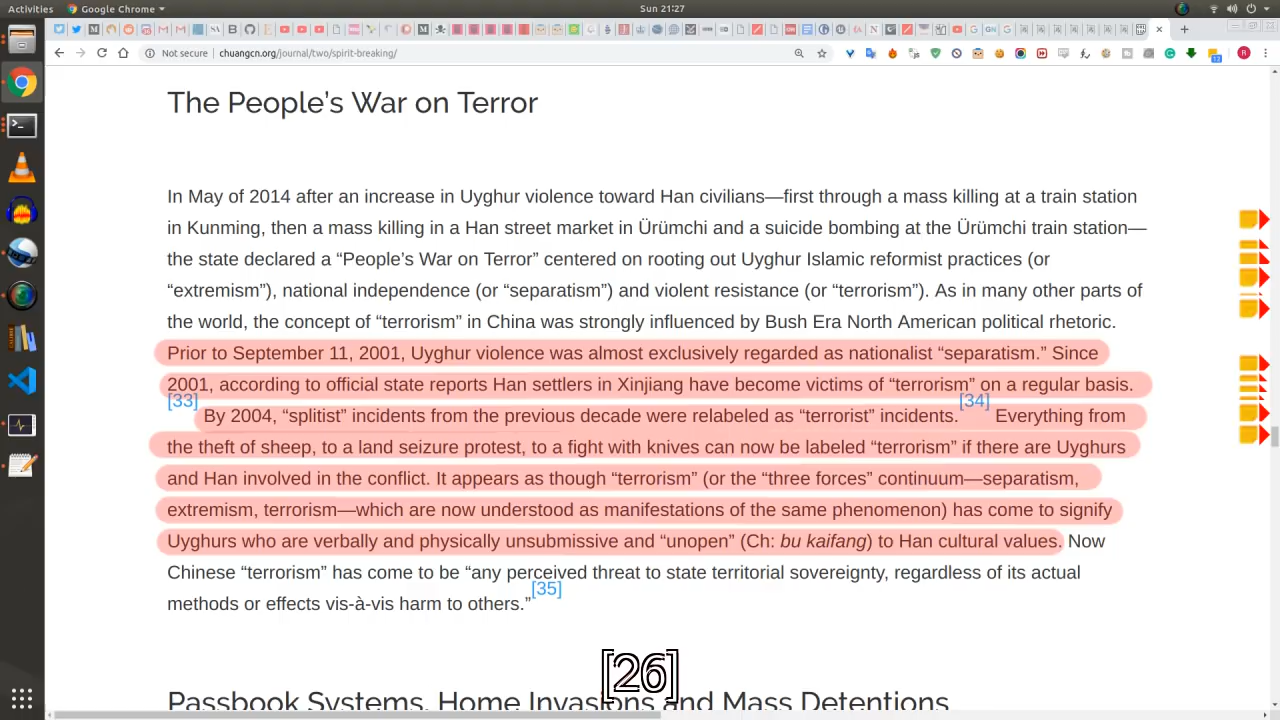 Activities
Google Chrome
Sun 21:27
Not secure
chuangcn.org/journal/two/spirit-breaking/
The People’s War on Terror
In May of 2014 after an increase in Uyghur violence toward Han civilians—first through a mass killing at a train station
in Kunming, then a mass killing in a Han street market in Ürümchi and a suicide bombing at the Ürümchi train station—
the state declared a “People’s War on Terror” centered on rooting out Uyghur Islamic reformist practices (or
“extremism”), national independence (or “separatism”) and violent resistance (or “terrorism”). As in many other parts of
the world, the concept of “terrorism” in China was strongly influenced by Bush Era North American political rhetoric.
Prior to September 11, 2001, Uyghur violence was almost exclusively regarded as nationalist “separatism.” Since
2001, according to official state reports Han settlers in Xinjiang have become victims of “terrorism” on a regular basis.
[33] By 2004, “splitist” incidents from the previous decade were relabeled as “terrorist” incidents.[34] Everything from
the theft of sheep, to a land seizure protest, to a fight with knives can now be labeled “terrorism” if there are Uyghurs
and Han involved in the conflict. It appears as though “terrorism” (or the “three forces” continuum—separatism,
extremism, terrorism—which are now understood as manifestations of the same phenomenon) has come to signify
Uyghurs who are verbally and physically unsubmissive and “unopen” (Ch: bu kaifang) to Han cultural values. Now
Chinese “terrorism” has come to be “any perceived threat to state territorial sovereignty, regardless of its actual
methods or effects vis-à-vis harm to others.”[35]
[26]
Passbook Systems, Home Invasions and Mass Detentions